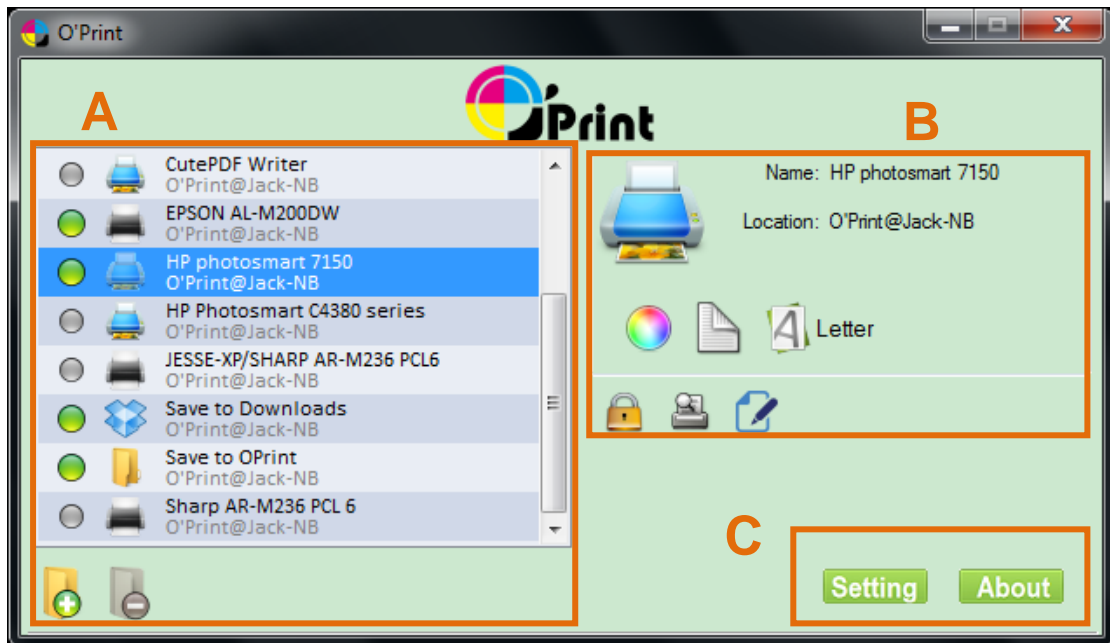 O'Print
O'Print
A
B
CutePDF Writer
O'Print@Jack-NB
EPSON AL-M200DW
O'Print@Jack-NB
HP photosmart 7150
O'Print@Jack-NB
HP Photosmart C4380 series
O'Print@Jack-NB
JESSE-XP/SHARP AR-M236 PCL6
O'Print@Jack-NB
Save to Downloads
O'Print@Jack-NB
Save to OPrint
O'Print@Jack-NB
Sharp AR-M236 PCL 6
O'Print@Jack-NB
Name: HP photosmart 7150
Location: O'Print@Jack-NB
A Letter
C
Setting About